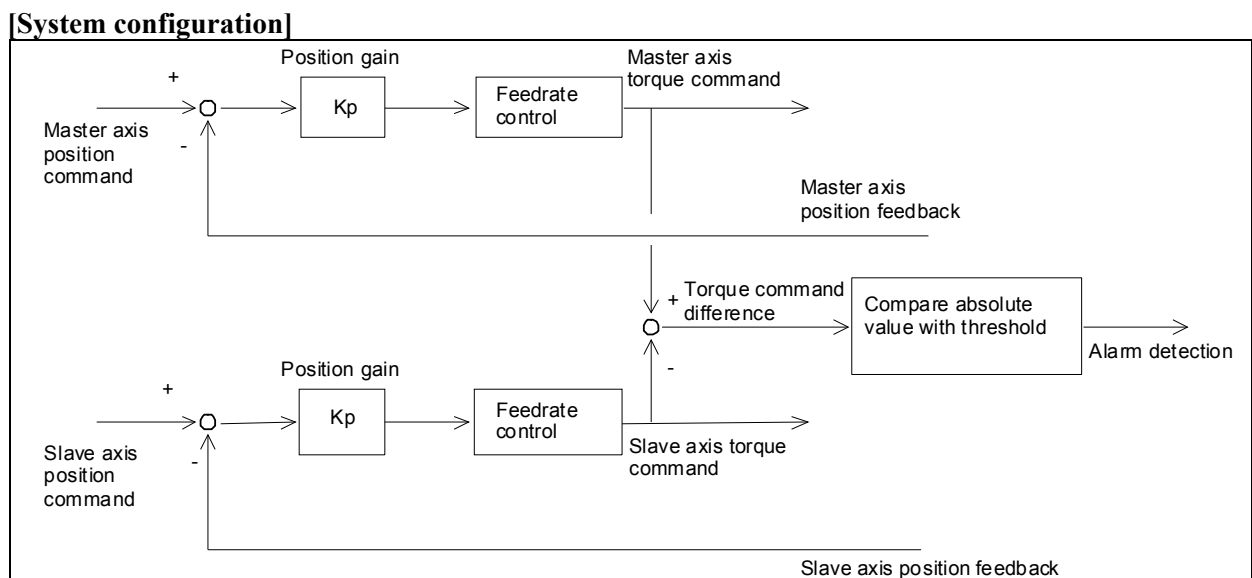 [System configuration]
Position gain
Master axis
torque command
+
Kp
Feedrate
control
Master axis
position
command
-
Master axis
position feedback
+ Torque command
difference
Compare absolute
value with threshold
Alarm detection
-
Position gain
+
Kp
Feedrate
control
Slave axis
position
command
-
Slave axis torque
command
Slave axis position feedback